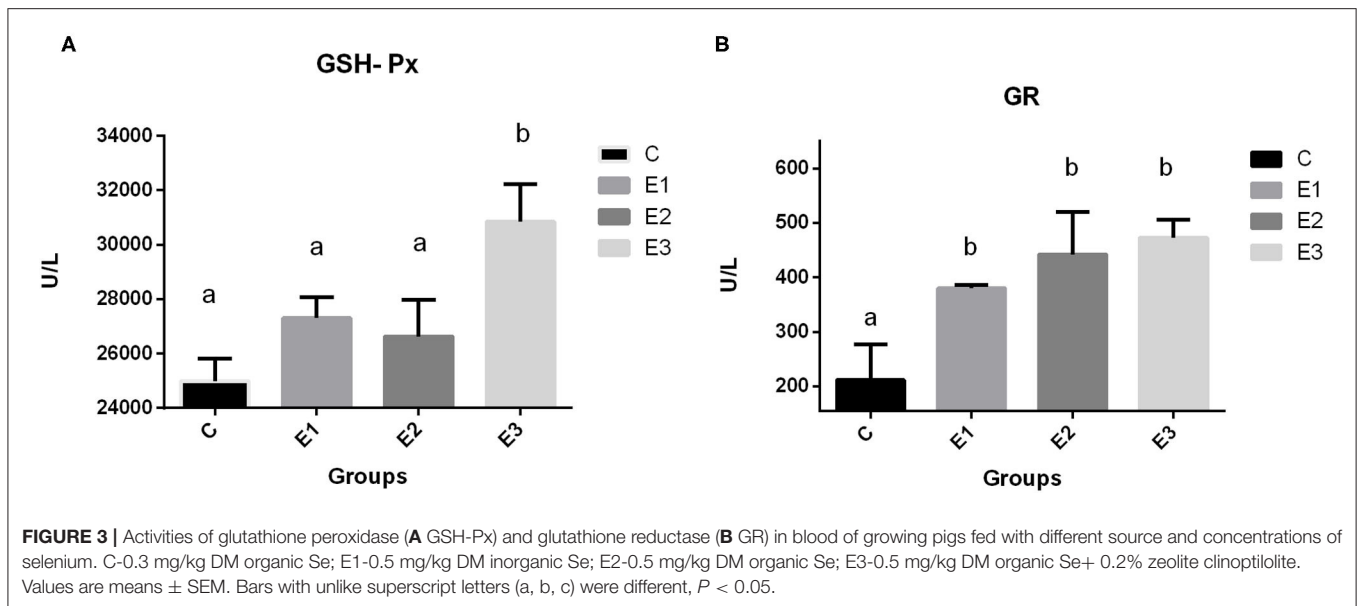 A
GSH- Px
34000
32000
30000
28000
26000
24000
U/L
a
a
a
b
C
E1
E2
E3
C
E1
E2
E3
Groups
B
GR
600
500
400
300
200
U/L
a
b
b
b
C
E1
E2
E3
C
E1
E2
E3
Groups
FIGURE 3 | Activities of glutathione peroxidase (A GSH-Px) and glutathione reductase (B GR) in blood of growing pigs fed with different source and concentrations of
selenium. C-0.3 mg/kg DM organic Se; E1-0.5 mg/kg DM inorganic Se; E2-0.5 mg/kg DM organic Se; E3-0.5 mg/kg DM organic Se+ 0.2% zeolite clinoptilolite.
Values are means ± SEM. Bars with unlike superscript letters (a, b, c) were different, P < 0.05.